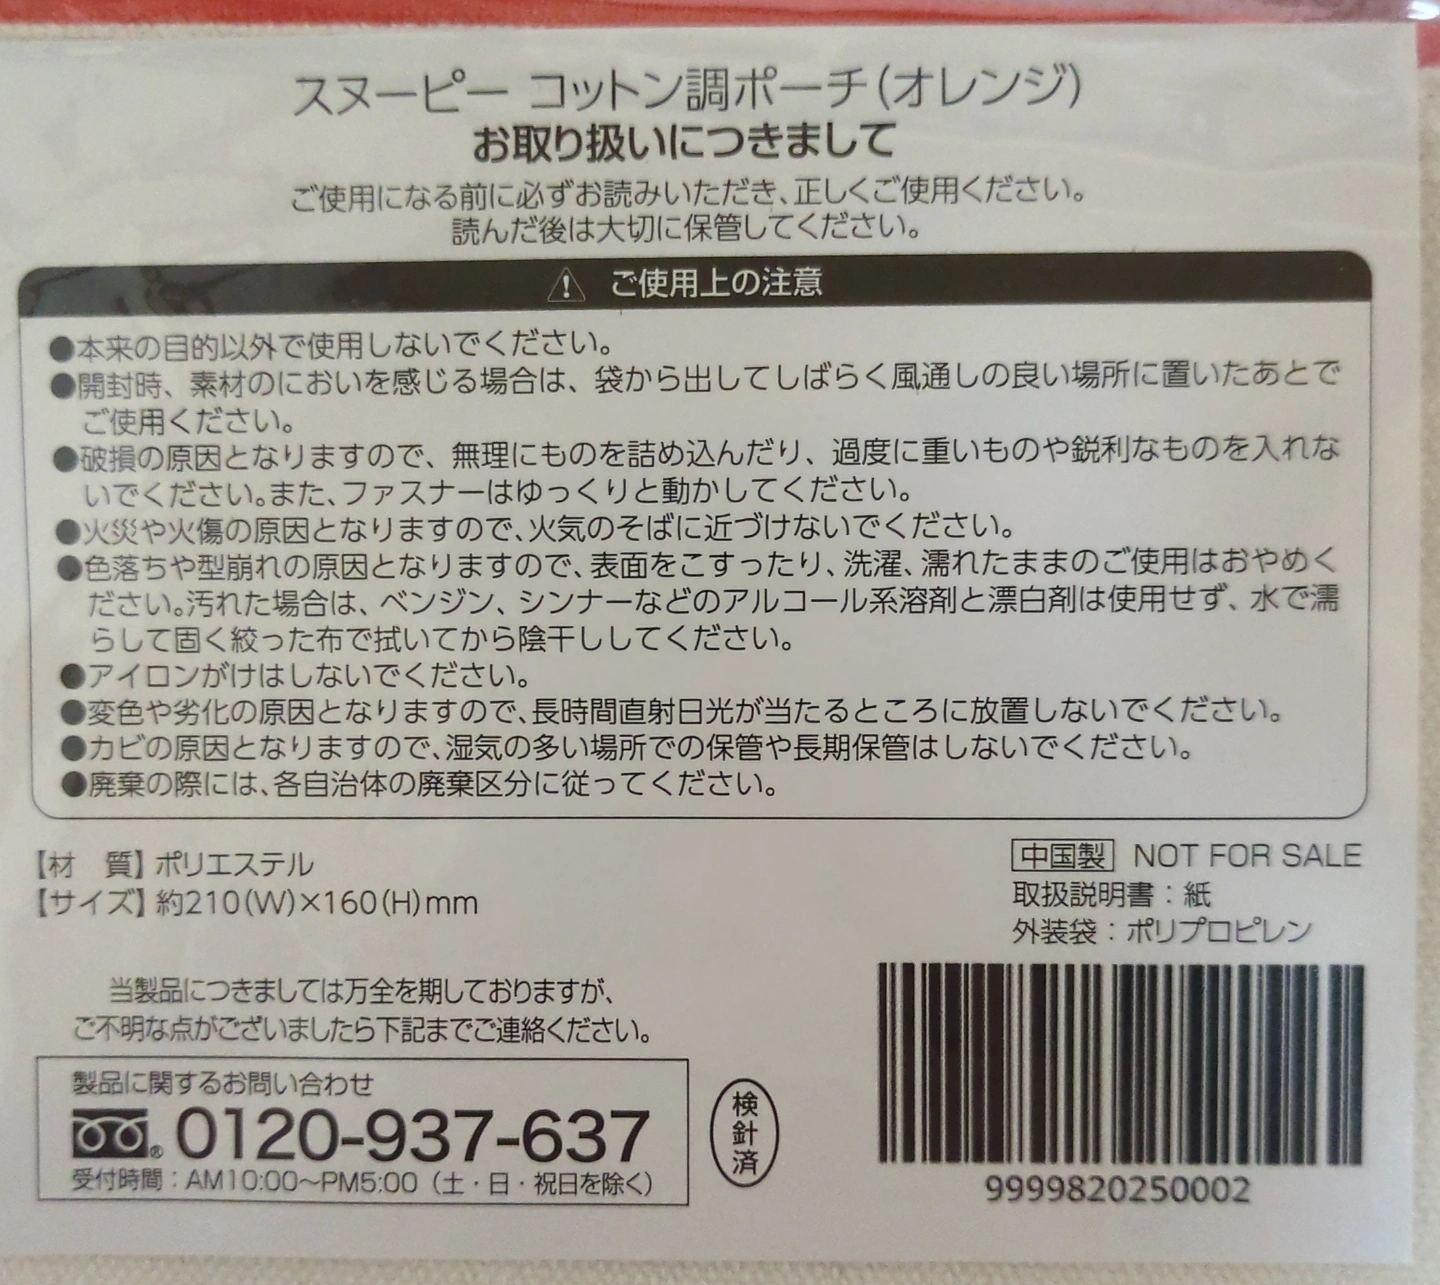 スヌーピー コットン調ポーチ(オレンジ)
お取り扱いにつきまして
ご使用になる前に必ずお読みいただき、正しくご使用ください。
読んだ後は大切に保管してください。
ご使用上の注意
●本来の目的以外で使用しないでください。
●開封時、素材のにおいを感じる場合は、袋から出してしばらく風通しの良い場所に置いたあとで
ご使用ください。
●破損の原因となりますので、無理にものを詰め込んだり、過度に重いものや鋭利なものを入れな
いでください。また、ファスナーはゆっくりと動かしてください。
●火災や火傷の原因となりますので、火気のそばに近づけないでください。
●色落ちや型崩れの原因となりますので、表面をこすったり、洗濯、濡れたままのご使用はおやめく
ださい。汚れた場合は、ベンジン、シンナーなどのアルコール系溶剤と漂白剤は使用せず、水で濡
らして固く絞った布で拭いてから陰干ししてください。
●アイロンがけはしないでください。
●変色や劣化の原因となりますので、長時間直射日光が当たるところに放置しないでください。
●カビの原因となりますので、湿気の多い場所での保管や長期保管はしないでください。
●廃棄の際には、各自治体の廃棄区分に従ってください。
【材　質】ポリエステル
【サイズ】約210(W)×160(H)mm
中国製 NOT FOR SALE
取扱説明書：紙
外装袋：ポリプロピレン
当製品につきましては万全を期しておりますが、
ご不明な点がございましたら下記までご連絡ください。
製品に関するお問い合わせ
® 0120-937-637
受付時間：AM10:00〜PM5:00（土・日・祝日を除く）
検針済
9999820250002